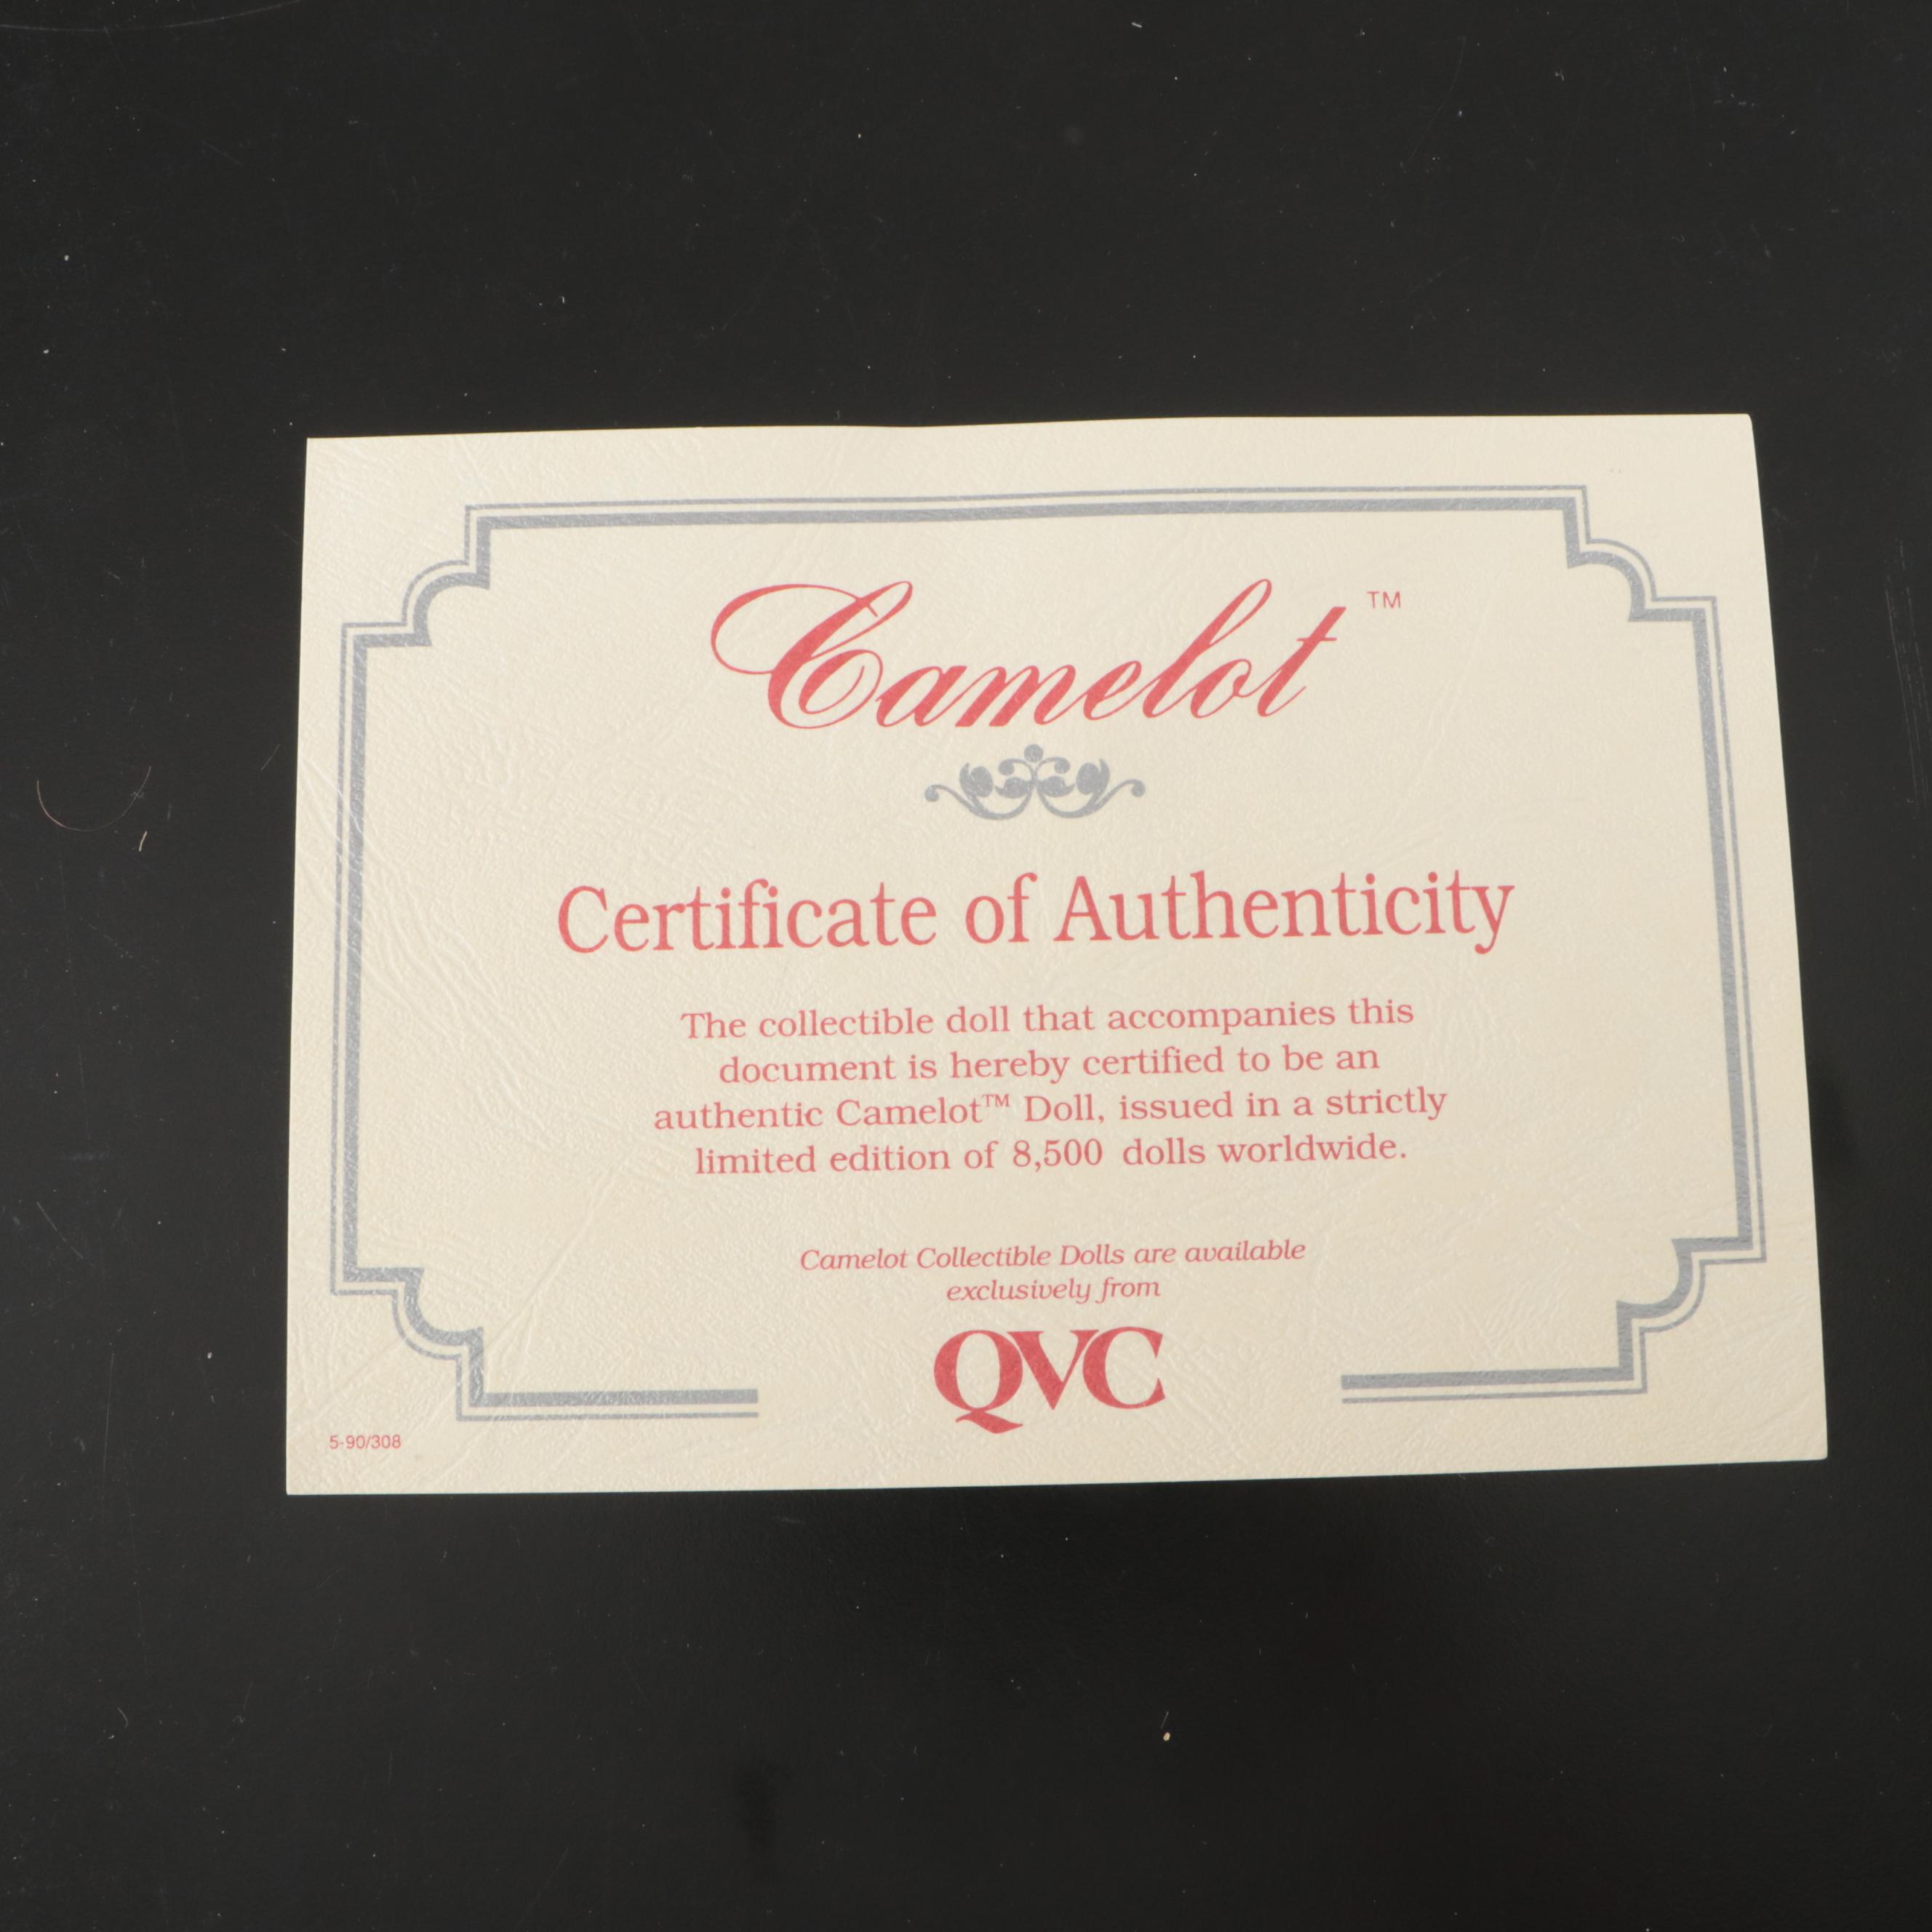 Camelot™
Certificate of Authenticity
The collectible doll that accompanies this
document is hereby certified to be an
authentic Camelot™ Doll, issued in a strictly
limited edition of 8,500 dolls worldwide.
Camelot Collectible Dolls are available
exclusively from
QVC
5-90/308